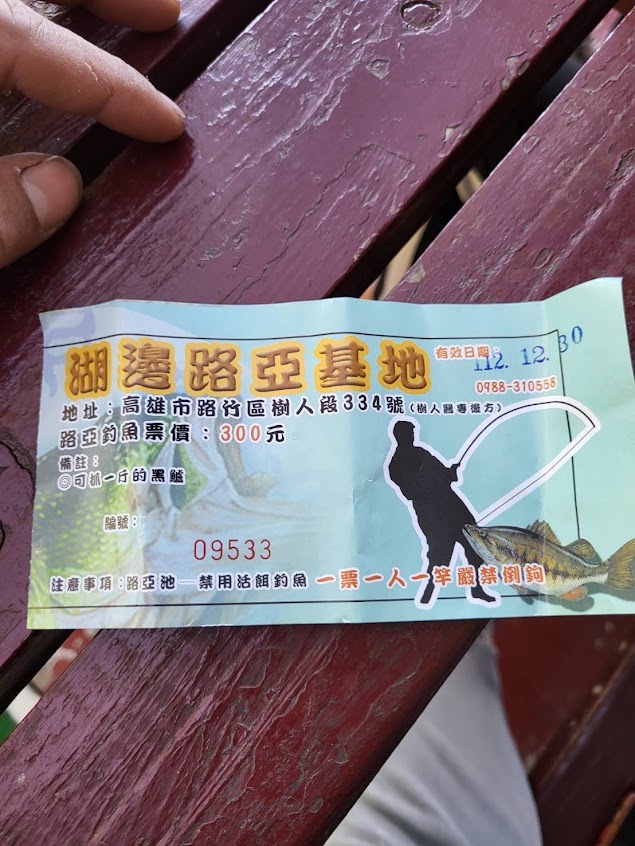 湖邊路亞基地
有效日期：112. 12. 30
0988-310558
地址：高雄市路竹區樹人段334號（樹人醫專後方）
路亞釣魚票價：300元
備註：
◎可抓一斤的黑鱸
編號：
09533
注意事項：路亞池—禁用活餌釣魚 一票一人一竿嚴禁倒鉤